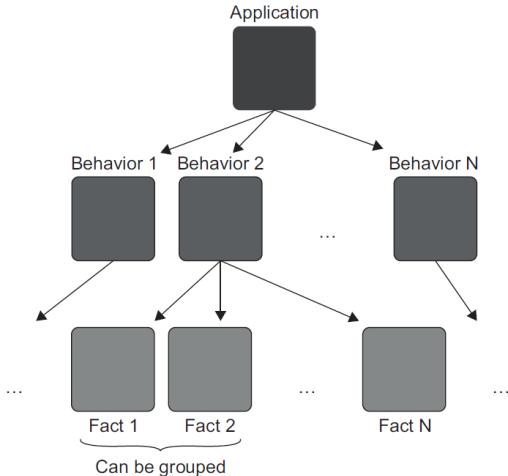 Application
Behavior 1 Behavior 2 Behavior N
...
... ... ...
Fact 1 Fact 2 Fact N
Can be grouped